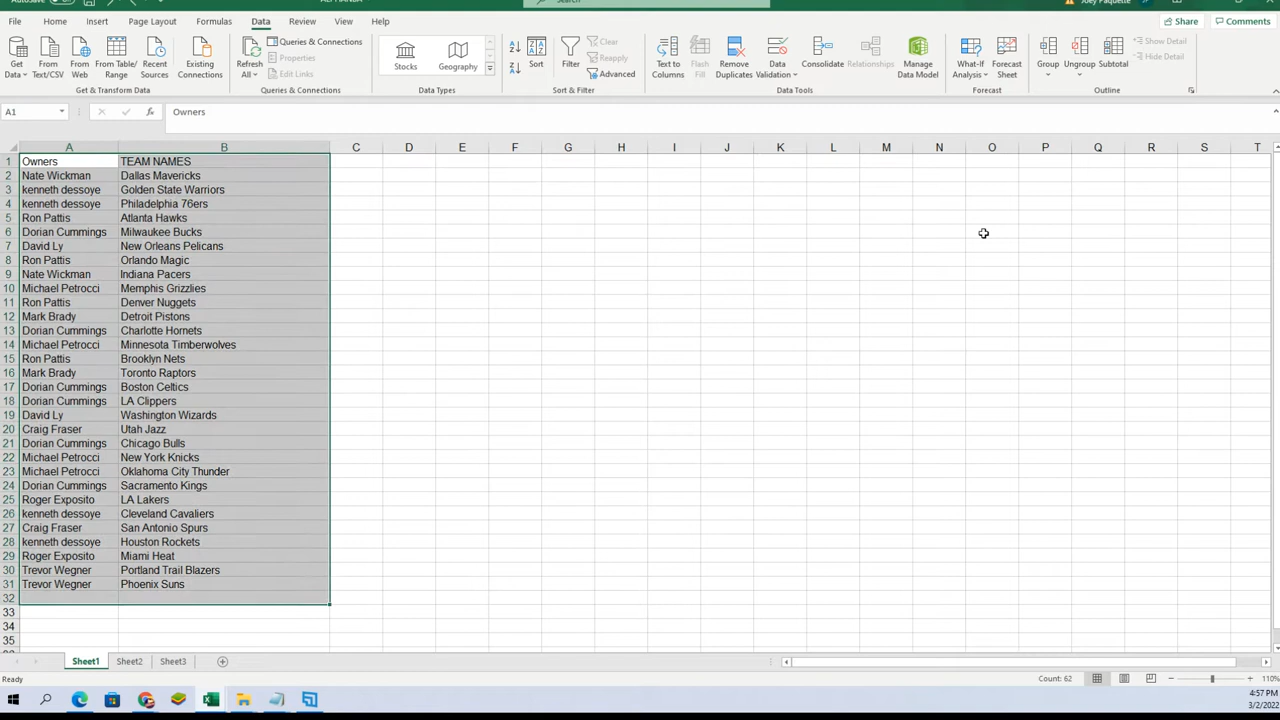 File Home Insert Page Layout Formulas Data Review View Help Share Comments
Get Data From Text/CSV From Web From Table/Range Recent Sources Existing Connections Refresh All Queries & Connections Properties Edit Links Stocks Geography Sort Filter Clear Reapply Advanced Text to Columns Flash Fill Remove Duplicates Data Validation Consolidate Relationships Manage Data Model What-If Analysis Forecast Sheet Group Ungroup Subtotal Show Detail Hide Detail
Get & Transform Data Queries & Connections Data Types Sort & Filter Data Tools Forecast Outline
A1 fx Owners
A B C D E F G H I J K L M N O P Q R S T
1 Owners TEAM NAMES
2 Nate Wickman Dallas Mavericks
3 kenneth dessoye Golden State Warriors
4 kenneth dessoye Philadelphia 76ers
5 Ron Pattis Atlanta Hawks
6 Dorian Cummings Milwaukee Bucks
7 David Ly New Orleans Pelicans
8 Ron Pattis Orlando Magic
9 Nate Wickman Indiana Pacers
10 Michael Petrocci Memphis Grizzlies
11 Ron Pattis Denver Nuggets
12 Mark Brady Detroit Pistons
13 Dorian Cummings Charlotte Hornets
14 Michael Petrocci Minnesota Timberwolves
15 Ron Pattis Brooklyn Nets
16 Mark Brady Toronto Raptors
17 Dorian Cummings Boston Celtics
18 Dorian Cummings LA Clippers
19 David Ly Washington Wizards
20 Craig Fraser Utah Jazz
21 Dorian Cummings Chicago Bulls
22 Michael Petrocci New York Knicks
23 Michael Petrocci Oklahoma City Thunder
24 Dorian Cummings Sacramento Kings
25 Roger Exposito LA Lakers
26 kenneth dessoye Cleveland Cavaliers
27 Craig Fraser San Antonio Spurs
28 kenneth dessoye Houston Rockets
29 Roger Exposito Miami Heat
30 Trevor Wegner Portland Trail Blazers
31 Trevor Wegner Phoenix Suns
32
33
34
35
Sheet1 Sheet2 Sheet3
Ready Count: 62 110%
4:57 PM
3/2/2022